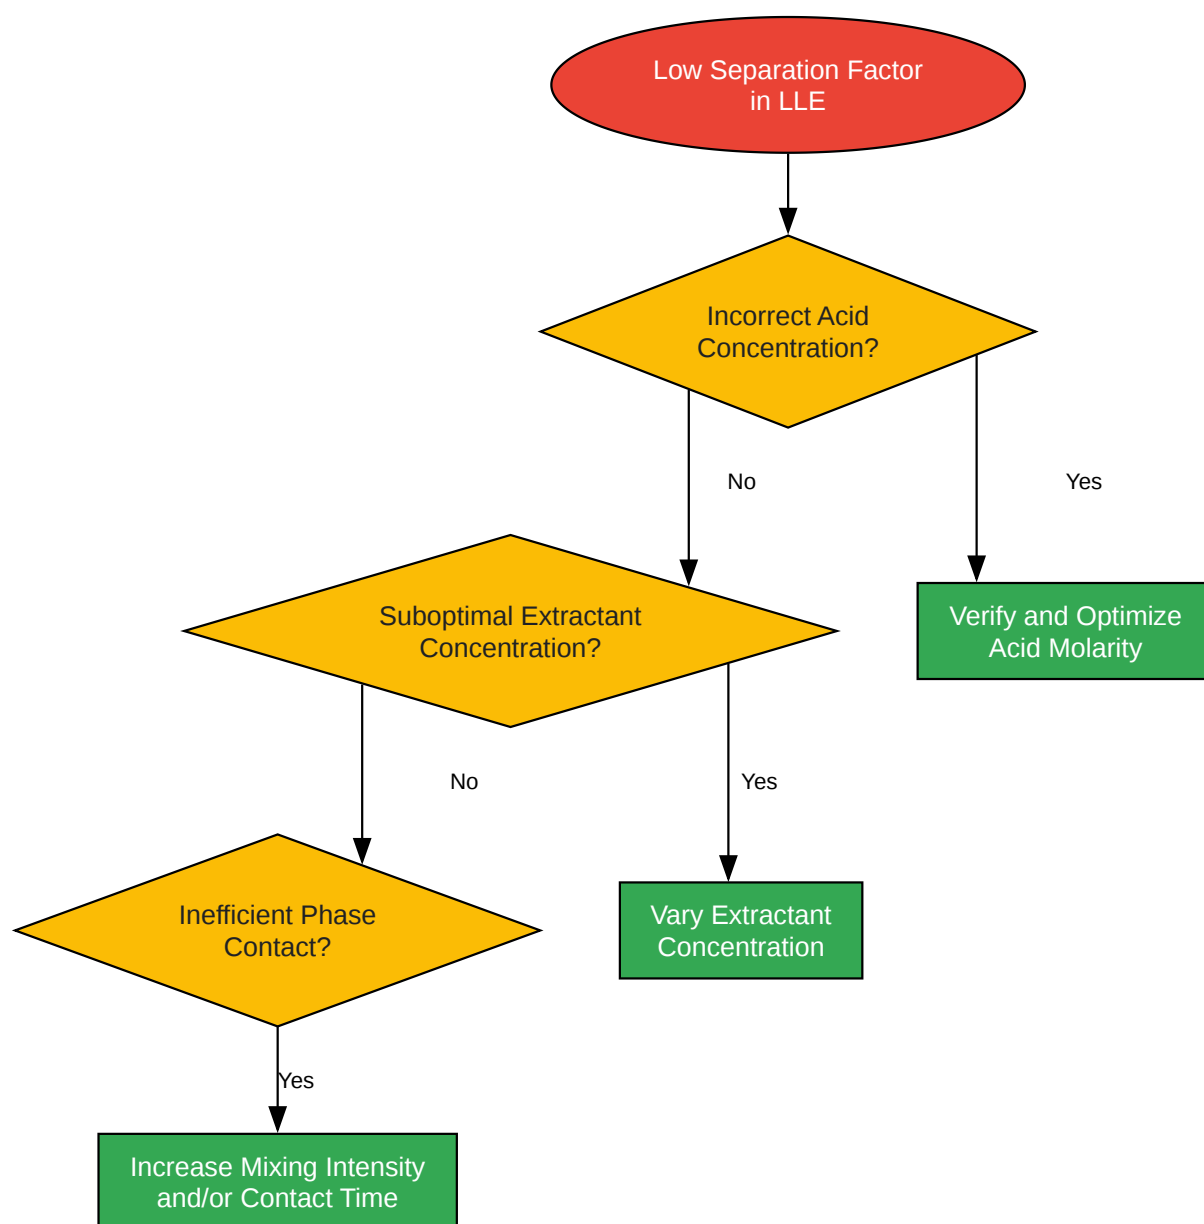 Low Separation Factor
in LLE
Incorrect Acid
Concentration?
No
Yes
Suboptimal Extractant
Concentration?
Verify and Optimize
Acid Molarity
No
Yes
Inefficient Phase
Contact?
Vary Extractant
Concentration
Yes
Increase Mixing Intensity
and/or Contact Time